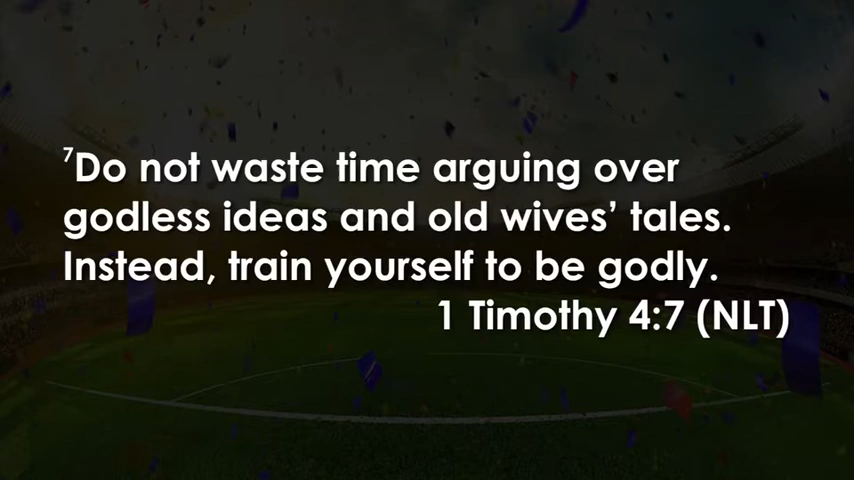 ⁷Do not waste time arguing over
godless ideas and old wives’ tales.
Instead, train yourself to be godly.
1 Timothy 4:7 (NLT)